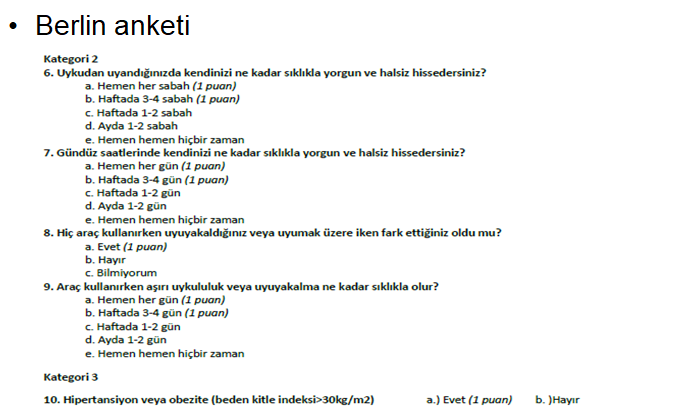 • Berlin anketi
Kategori 2
6. Uykudan uyandığınızda kendinizi ne kadar sıklıkla yorgun ve halsiz hissedersiniz?
a. Hemen her sabah (1 puan)
b. Haftada 3-4 sabah (1 puan)
c. Haftada 1-2 sabah
d. Ayda 1-2 sabah
e. Hemen hemen hiçbir zaman
7. Gündüz saatlerinde kendinizi ne kadar sıklıkla yorgun ve halsiz hissedersiniz?
a. Hemen her gün (1 puan)
b. Haftada 3-4 gün (1 puan)
c. Haftada 1-2 gün
d. Ayda 1-2 gün
e. Hemen hemen hiçbir zaman
8. Hiç araç kullanırken uyuyakaldığınız veya uyumak üzere iken fark ettiğiniz oldu mu?
a. Evet (1 puan)
b. Hayır
c. Bilmiyorum
9. Araç kullanırken aşırı uykululuk veya uyuyakalma ne kadar sıklıkla olur?
a. Hemen her gün (1 puan)
b. Haftada 3-4 gün (1 puan)
c. Haftada 1-2 gün
d. Ayda 1-2 gün
e. Hemen hemen hiçbir zaman
Kategori 3
10. Hipertansiyon veya obezite (beden kitle indeksi>30kg/m2) a.) Evet (1 puan) b. )Hayır